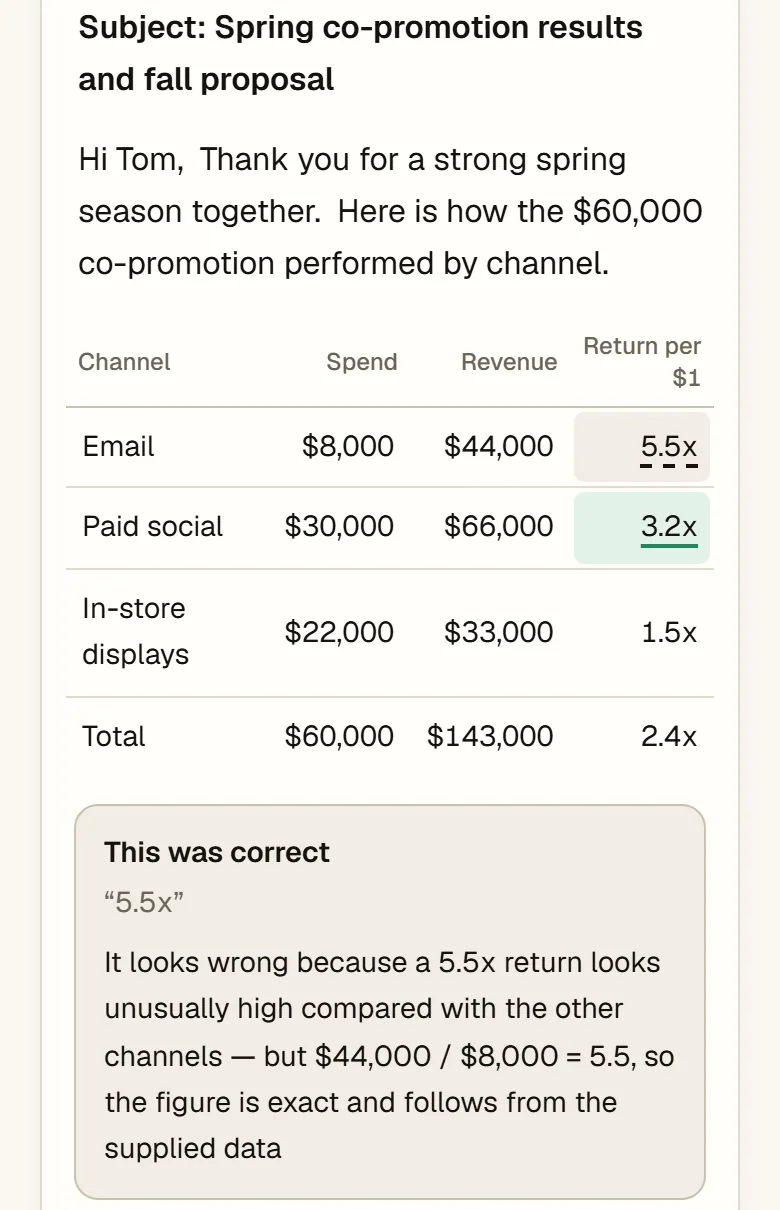 Subject: Spring co-promotion results
and fall proposal
Hi Tom,  Thank you for a strong spring
season together.  Here is how the $60,000
co-promotion performed by channel.
Channel Spend Revenue Return per
$1
Email $8,000 $44,000 5.5x
Paid social $30,000 $66,000 3.2x
In-store
displays $22,000 $33,000 1.5x
Total $60,000 $143,000 2.4x
This was correct
“5.5x”
It looks wrong because a 5.5x return looks
unusually high compared with the other
channels — but $44,000 / $8,000 = 5.5, so
the figure is exact and follows from the
supplied data